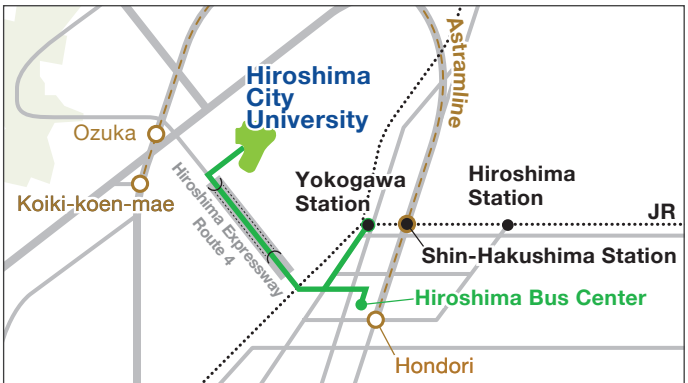 Astramline
Hiroshima
City
University
Ozuka
Koiki-koen-mae
Hiroshima Expressway
Route 4
Yokogawa
Station
Hiroshima
Station
JR
Shin-Hakushima Station
Hiroshima Bus Center
Hondori